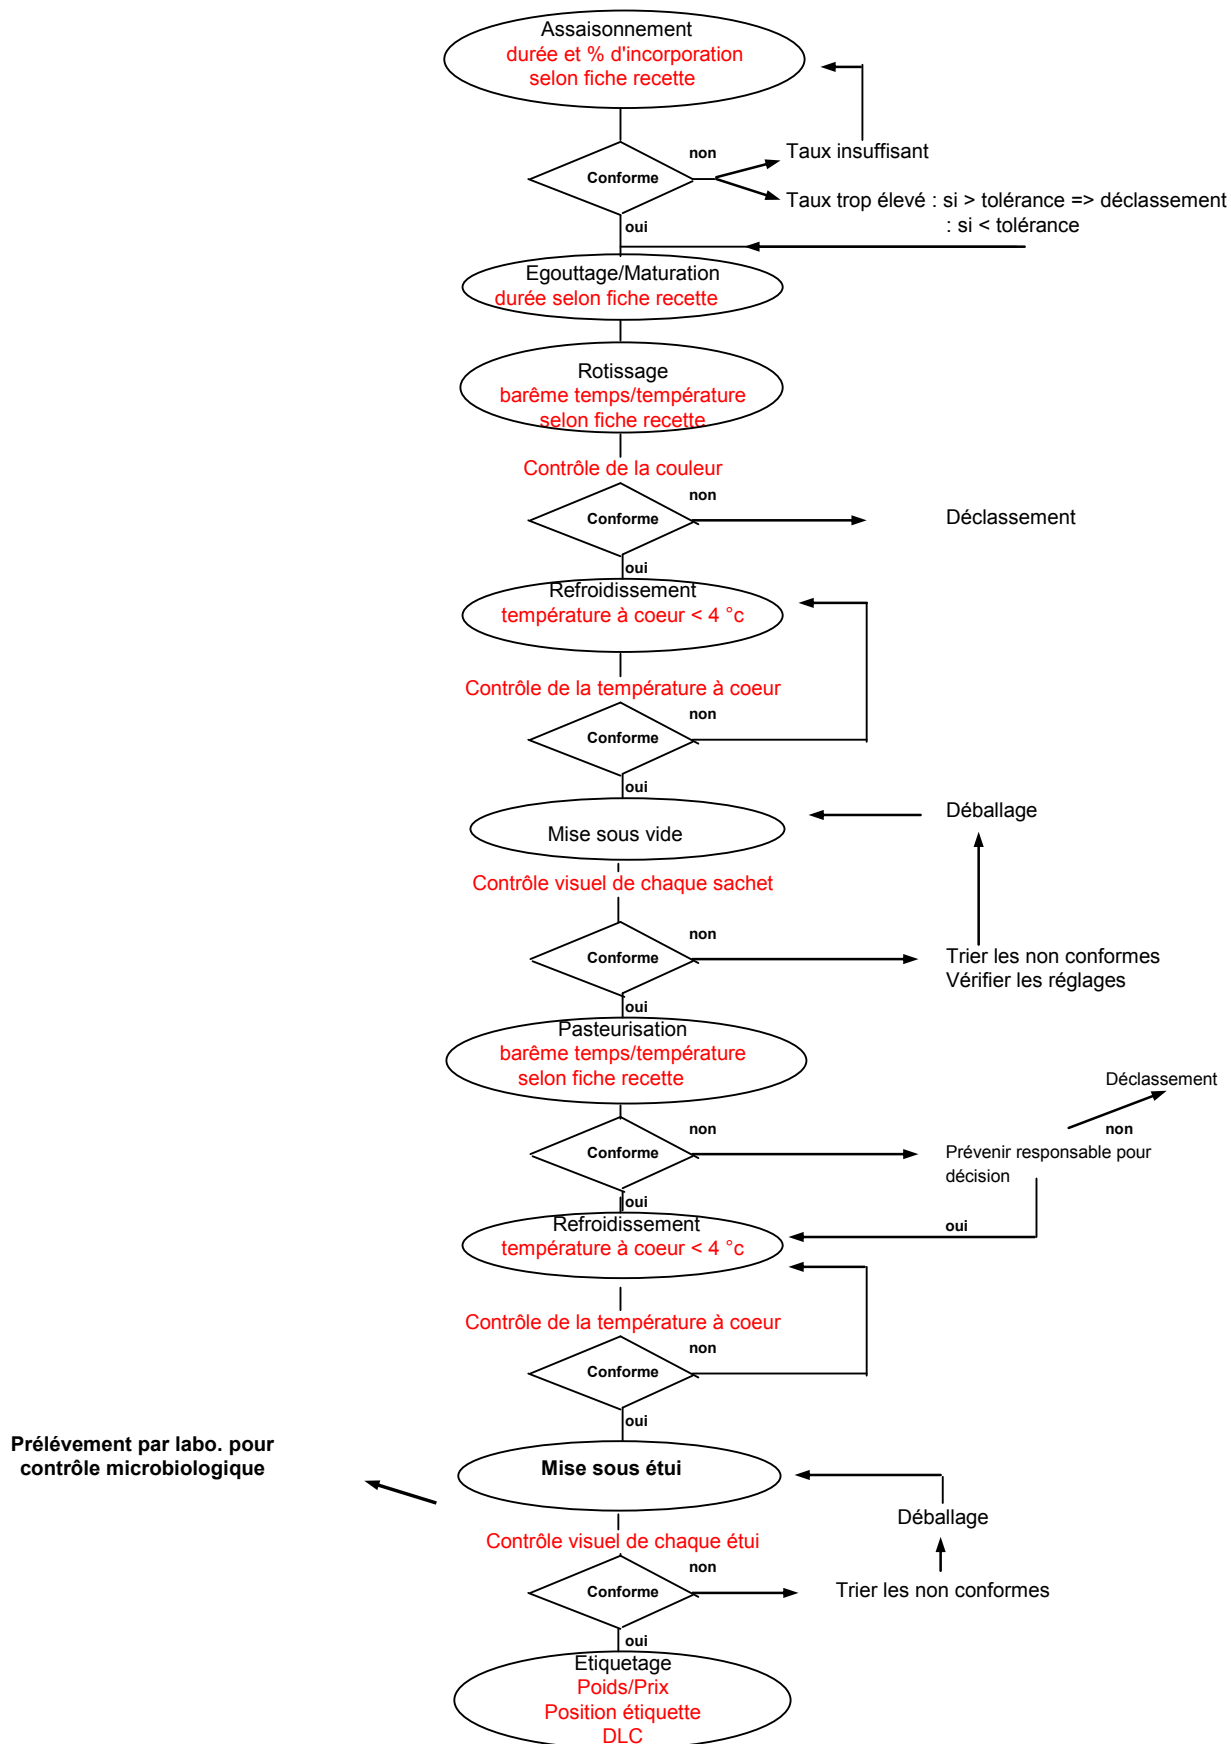 Assaisonnement
durée et % d'incorporation
selon fiche recette
non
Taux insuffisant
Conforme
Taux trop élevé : si > tolérance => déclassement
: si < tolérance
oui
Egouttage/Maturation
durée selon fiche recette
Rotissage
barême temps/température
selon fiche recette
Contrôle de la couleur
non
Conforme
Déclassement
oui
Refroidissement
température à coeur < 4 °c
Contrôle de la température à coeur
non
Conforme
oui
Déballage
Mise sous vide
Contrôle visuel de chaque sachet
non
Conforme
Trier les non conformes
Vérifier les réglages
oui
Pasteurisation
barême temps/température
selon fiche recette
Déclassement
non
non
Conforme
Prévenir responsable pour
décision
oui
Refroidissement
oui
température à coeur < 4 °c
Contrôle de la température à coeur
non
Conforme
oui
Prélévement par labo. pour
contrôle microbiologique
Mise sous étui
Déballage
Contrôle visuel de chaque étui
non
Conforme
Trier les non conformes
oui
Etiquetage
Poids/Prix
Position étiquette
DLC